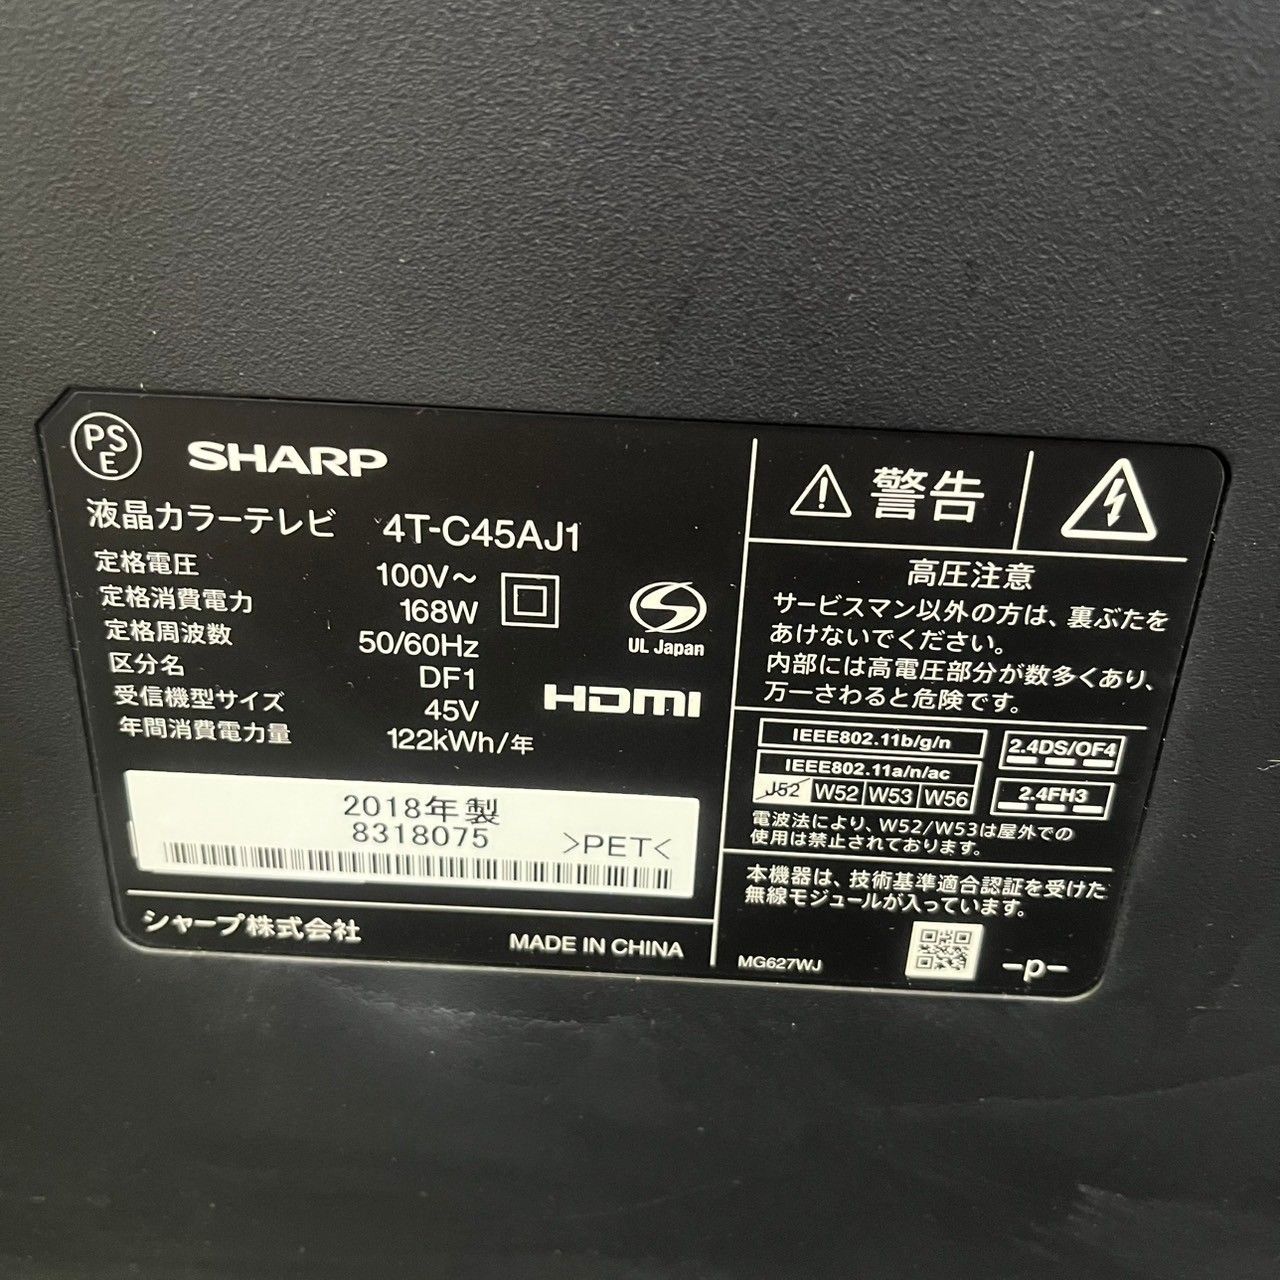 PS
E
SHARP
液晶カラーテレビ 4T-C45AJ1
定格電圧 100V～
定格消費電力 168W
定格周波数 50/60Hz
区分名 DF1
受信機型サイズ 45V
年間消費電力量 122kWh/年
UL Japan
HDMI
2018年製
8318075
>PET<
シャープ株式会社
MADE IN CHINA
警告
高圧注意
サービスマン以外の方は、裏ぶたを
あけないでください。
内部には高電圧部分が数多くあり、
万一さわると危険です。
IEEE802.11b/g/n
IEEE802.11a/n/ac
J52 W52 W53 W56
2.4DS/OF4
2.4FH3
電波法により、W52/W53は屋外での
使用は禁止されております。
本機器は、技術基準適合認証を受けた
無線モジュールが入っています。
MG627WJ
-p-